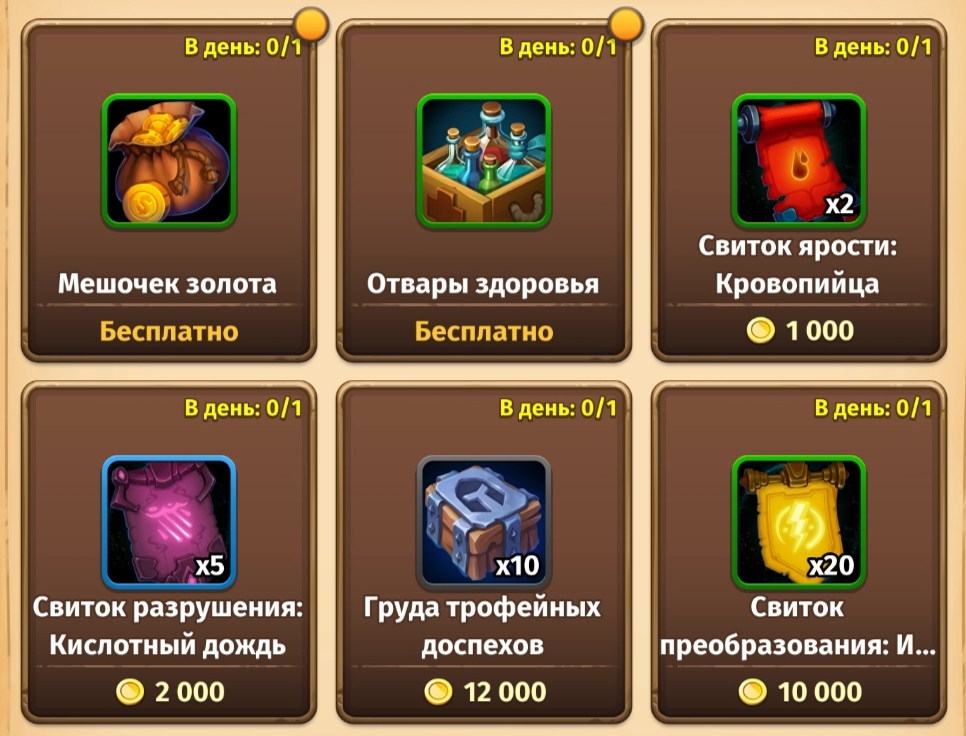 В день: 0/1
Мешочек золота
Бесплатно
В день: 0/1
Отвары здоровья
Бесплатно
В день: 0/1
x2
Свиток ярости:
Кровопийца
1 000
В день: 0/1
x5
Свиток разрушения:
Кислотный дождь
2 000
В день: 0/1
x10
Груда трофейных
доспехов
12 000
В день: 0/1
x20
Свиток
преобразования: И...
10 000